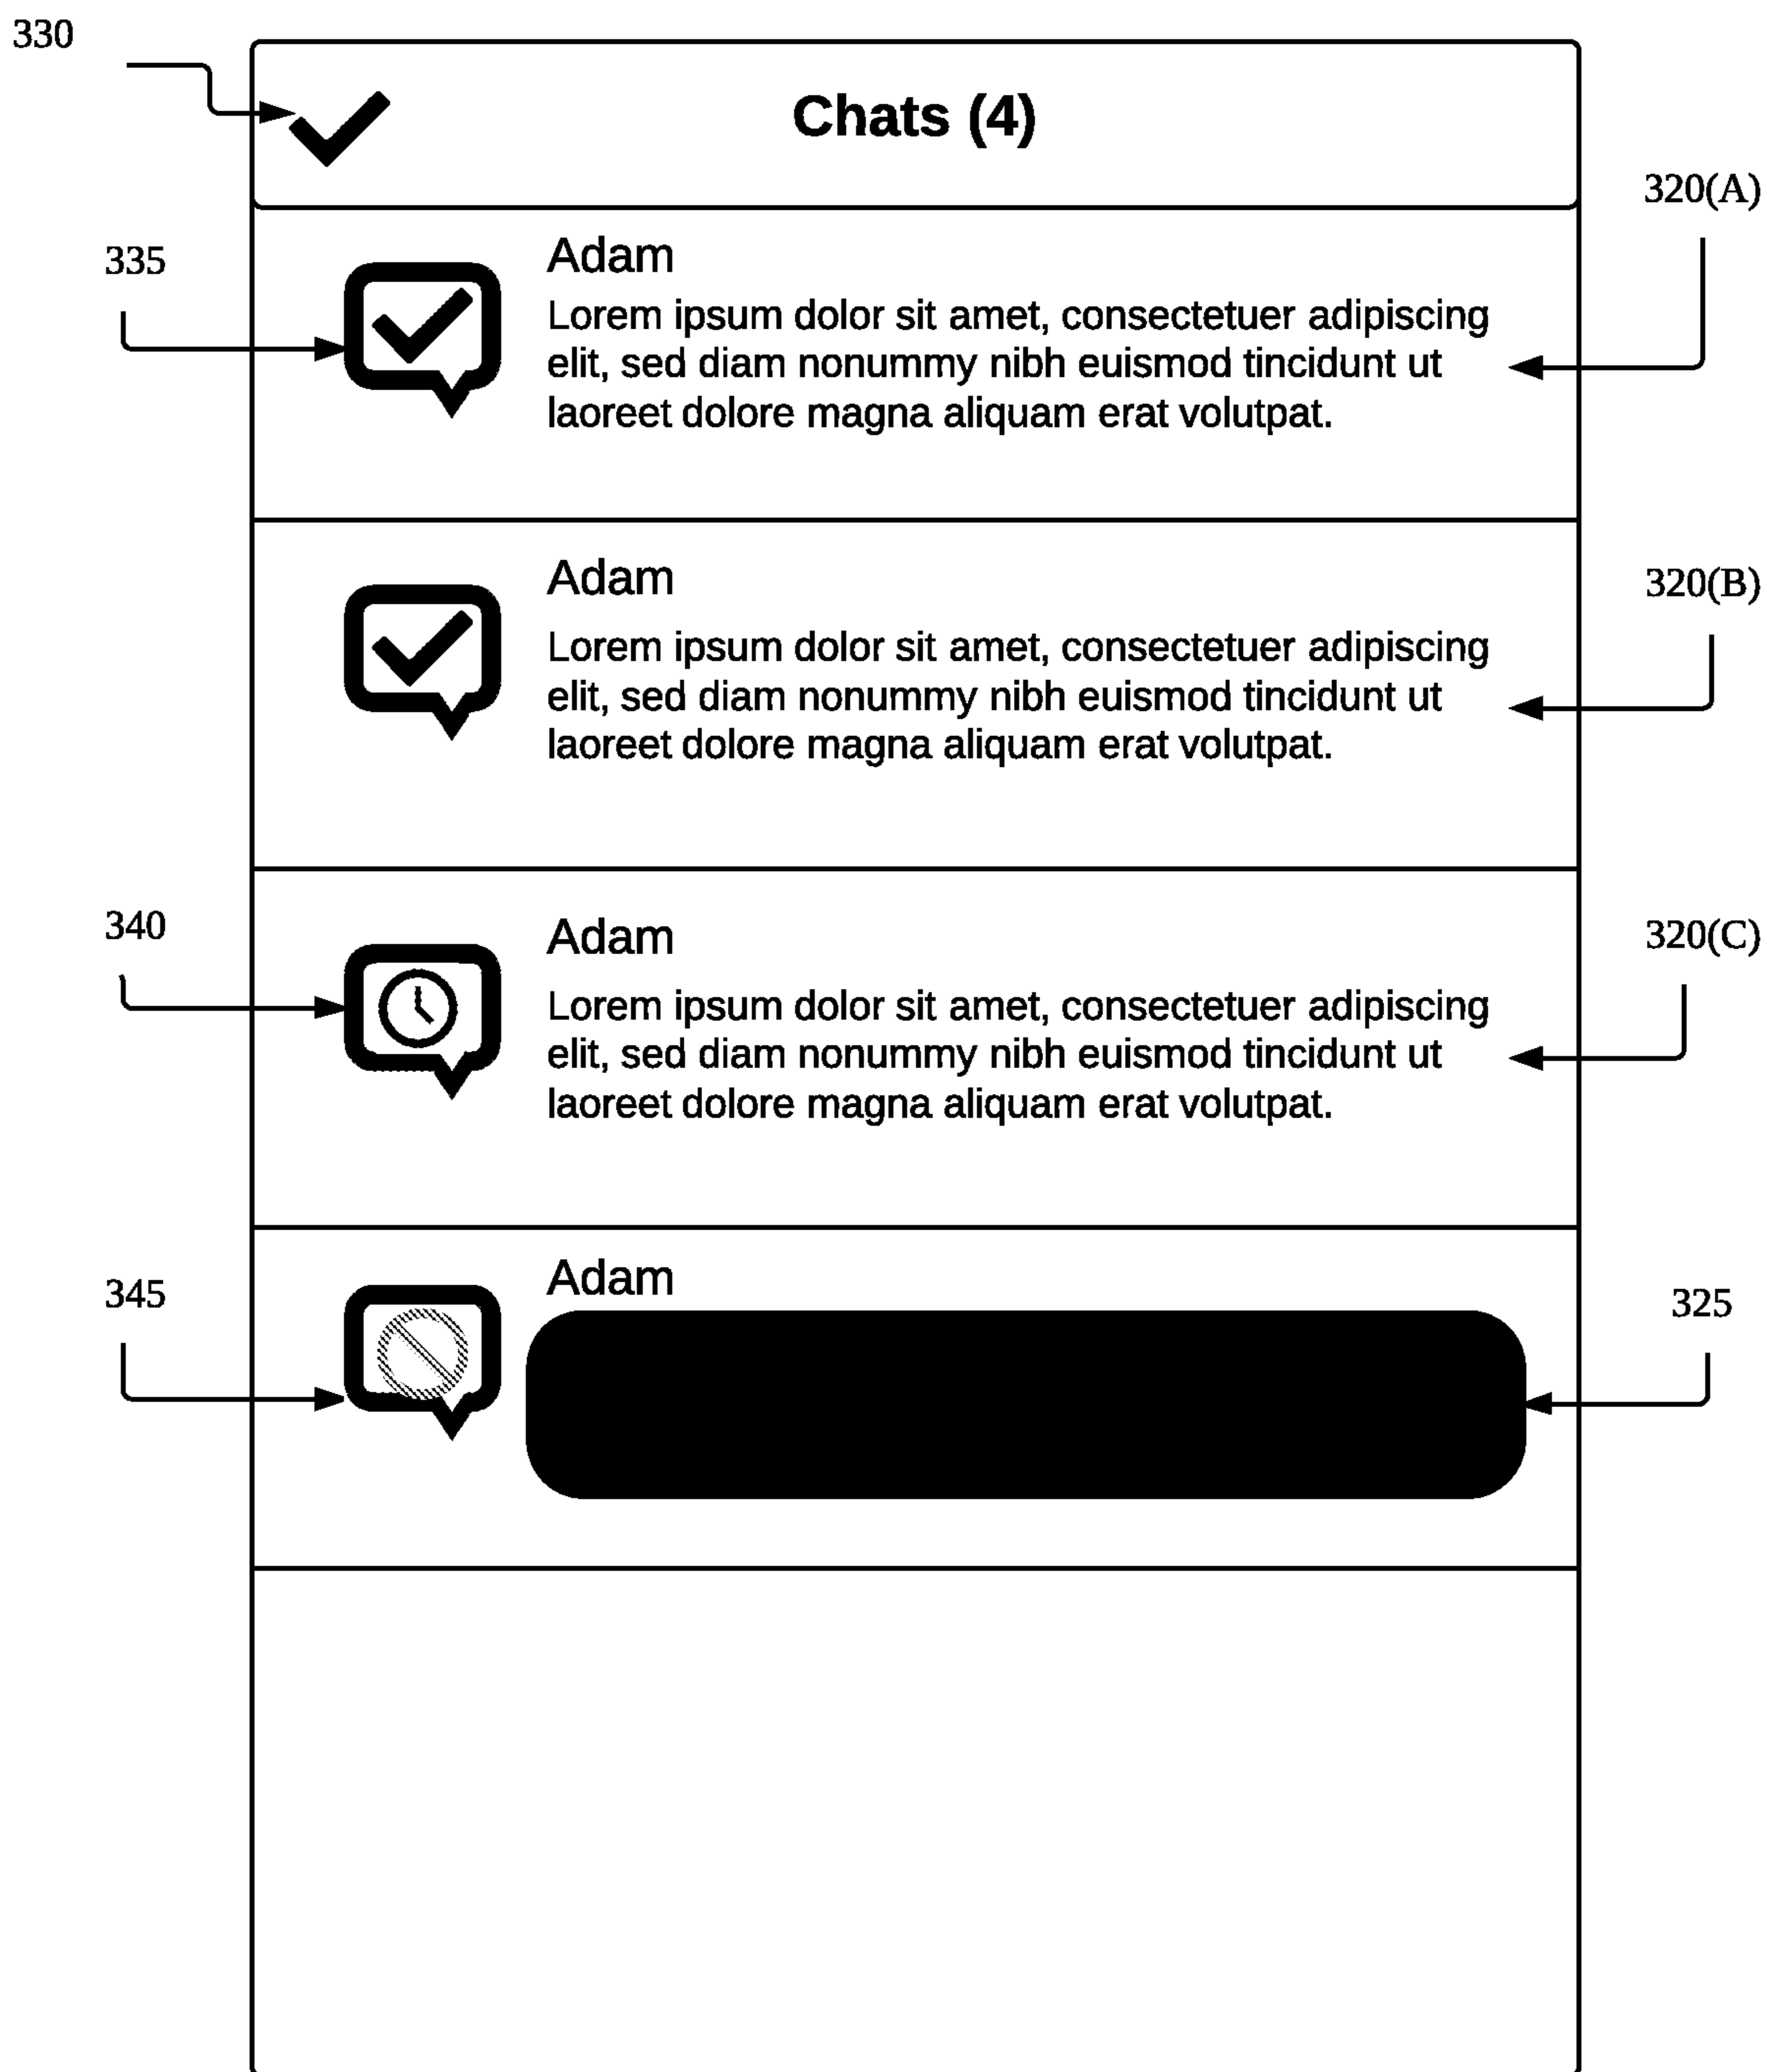 330
Chats (4)
320(A)
335
Adam
Lorem ipsum dolor sit amet, consectetuer adipiscing
elit, sed diam nonummy nibh euismod tincidunt ut
laoreet dolore magna aliquam erat volutpat.
Adam
320(B)
Lorem ipsum dolor sit amet, consectetuer adipiscing
elit, sed diam nonummy nibh euismod tincidunt ut
laoreet dolore magna aliquam erat volutpat.
340
Adam
320(C)
Lorem ipsum dolor sit amet, consectetuer adipiscing
elit, sed diam nonummy nibh euismod tincidunt ut
laoreet dolore magna aliquam erat volutpat.
345
Adam
325